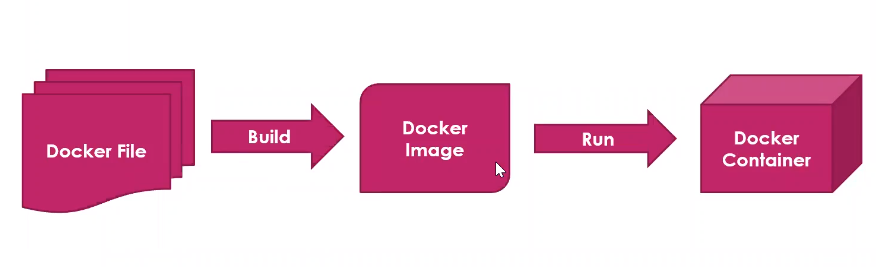 Docker File
Build
Docker
Image
Run
Docker
Container